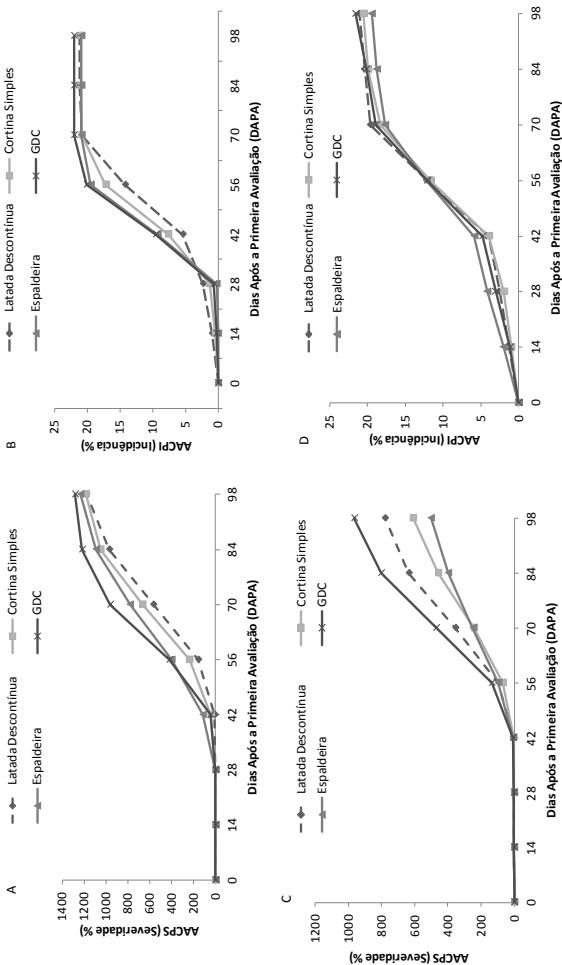 A
Latada Descontínua
Cortina Simples
Espaldeira
GDC
AACPS (Severidade %
1400
1200
1000
800
600
400
200
0
0 14 28 42 56 70 84 98
Dias Após a Primeira Avaliação (DAPA)
B
Latada Descontínua
Cortina Simples
Espaldeira
GDC
AACPI (Incidência %
25
20
15
10
5
0
0 14 28 42 56 70 84 98
Dias Após a Primeira Avaliação (DAPA)
C
Latada Descontínua
Cortina Simples
Espaldeira
GDC
AACPS (Severidade %
1200
1000
800
600
400
200
0
0 14 28 42 56 70 84 98
Dias Após a Primeira Avaliação (DAPA)
D
Latada Descontínua
Cortina Simples
Espaldeira
GDC
AACPI (Incidência %
25
20
15
10
5
0
0 14 28 42 56 70 84 98
Dias Após a Primeira Avaliação (DAPA)